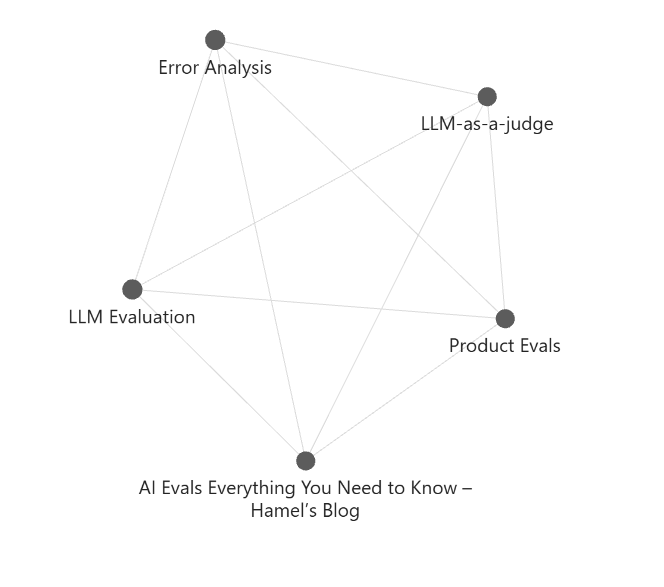 Error Analysis
LLM-as-a-judge
LLM Evaluation
Product Evals
AI Evals Everything You Need to Know –
Hamel’s Blog